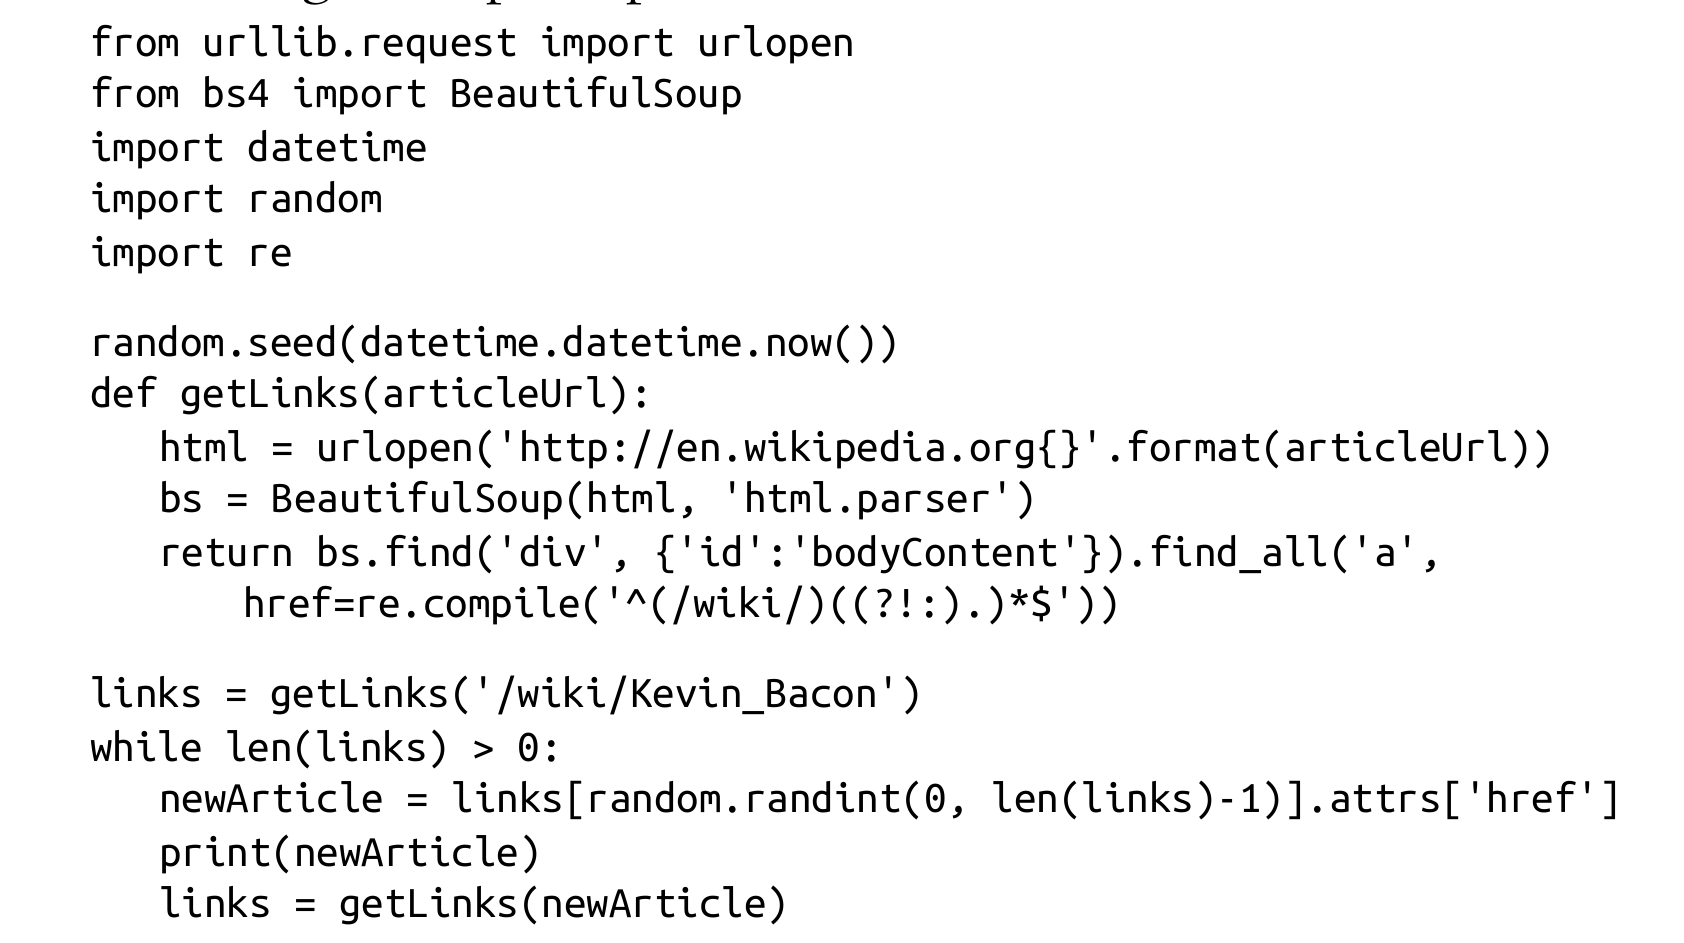 from urllib.request import urlopen
from bs4 import BeautifulSoup
import datetime
import random
import re
random.seed(datetime.datetime.now())
def getLinks(articleUrl):
html = urlopen('http://en.wikipedia.org{}'.format(articleUrl))
bs = BeautifulSoup(html, 'html.parser')
return bs.find('div', {'id':'bodyContent'}).find_all('a',
href=re.compile('^(/wiki/)((?!:).)*$'))
links = getLinks('/wiki/Kevin_Bacon')
while len(links) > 0:
newArticle = links[random.randint(0, len(links)-1)].attrs['href']
print(newArticle)
links = getLinks(newArticle)